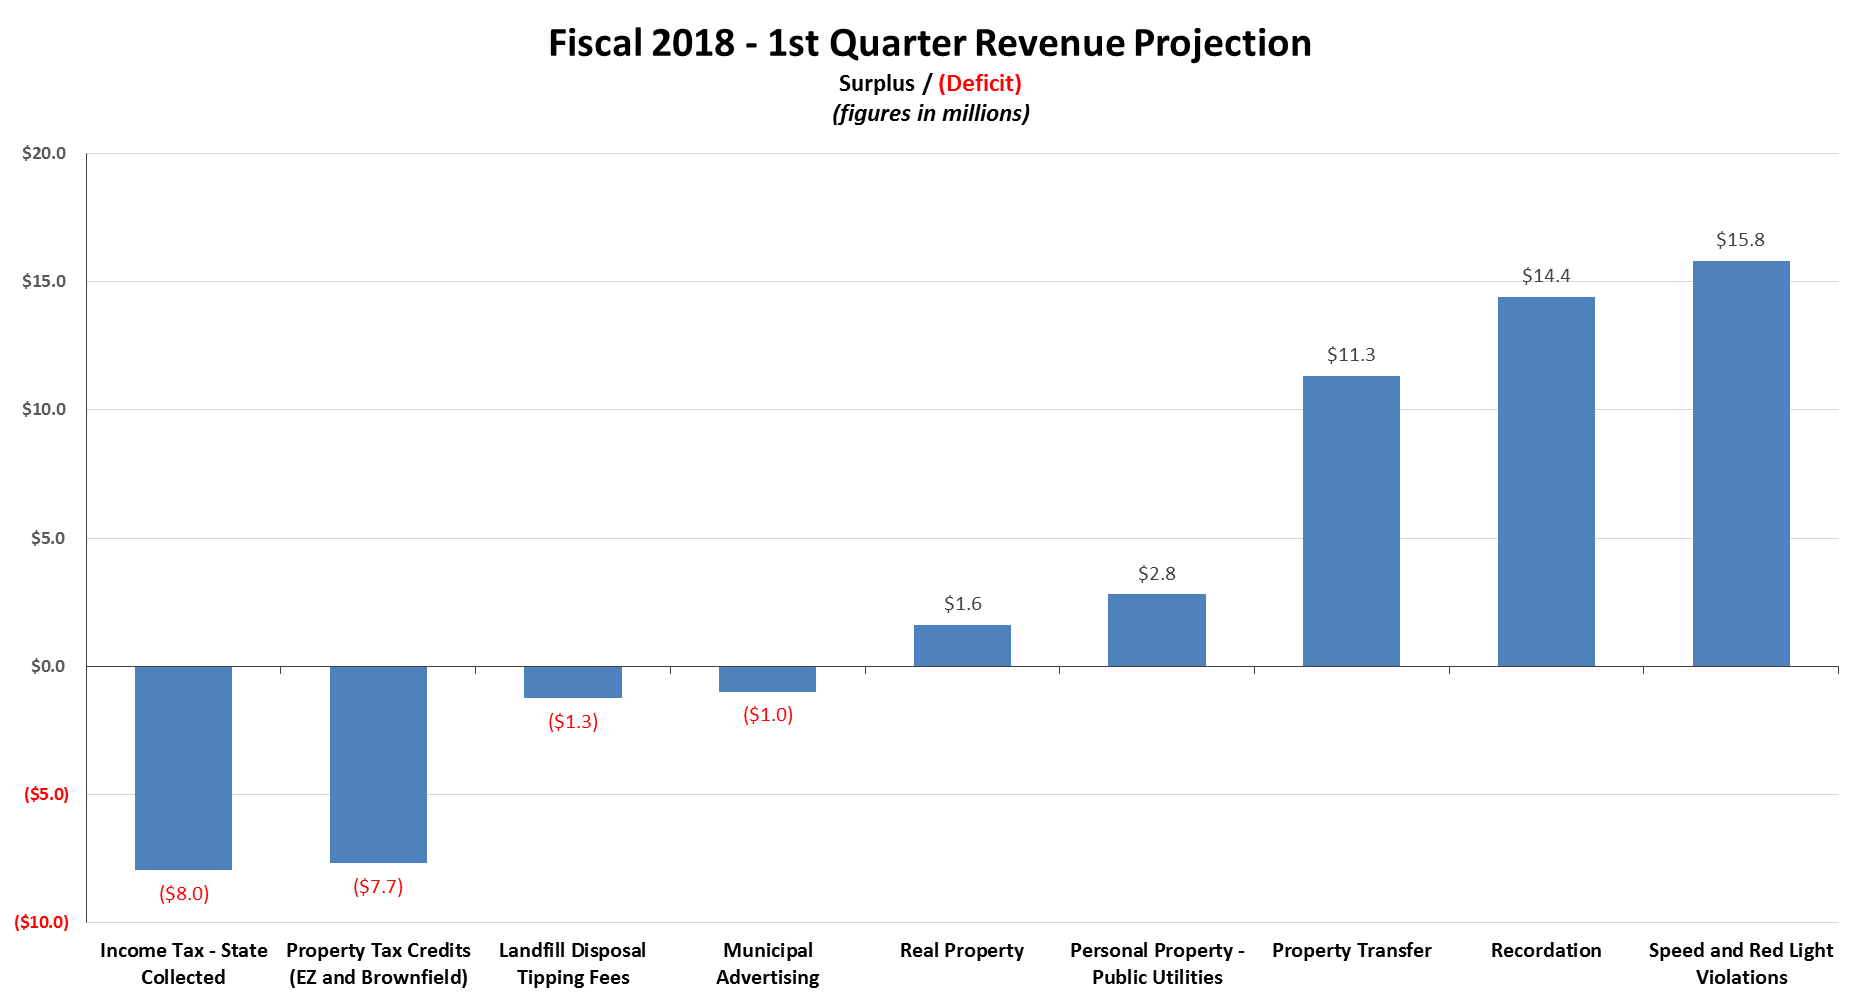 Fiscal 2018 - 1st Quarter Revenue Projection
Surplus / (Deficit)
(figures in millions)
$20.0
$15.0
$10.0
$5.0
$0.0
($5.0)
($10.0)
($8.0)
($7.7)
($1.3)
($1.0)
$1.6
$2.8
$11.3
$14.4
$15.8
Income Tax - State
Collected
Property Tax Credits
(EZ and Brownfield)
Landfill Disposal
Tipping Fees
Municipal
Advertising
Real Property
Personal Property -
Public Utilities
Property Transfer
Recordation
Speed and Red Light
Violations